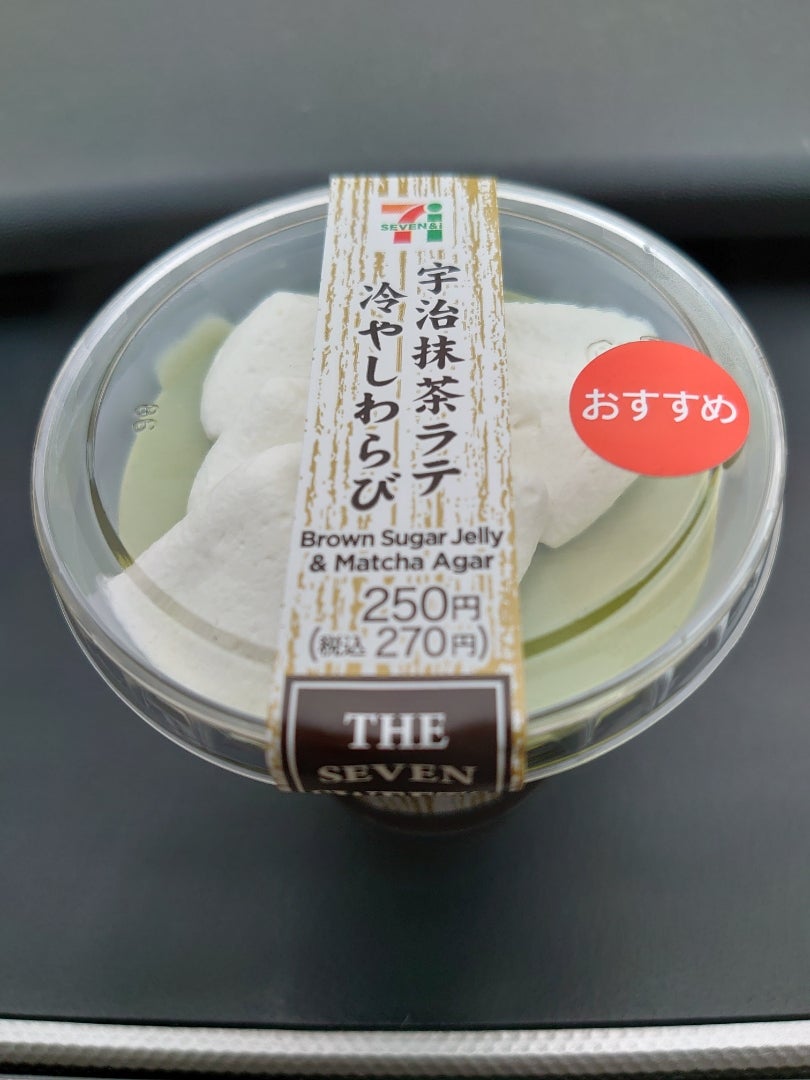 SEVEN&i
宇治抹茶ラテ
冷やしわらび
おすすめ
Brown Sugar Jelly
& Matcha Agar
250円
(税込 270円)
THE
SEVEN